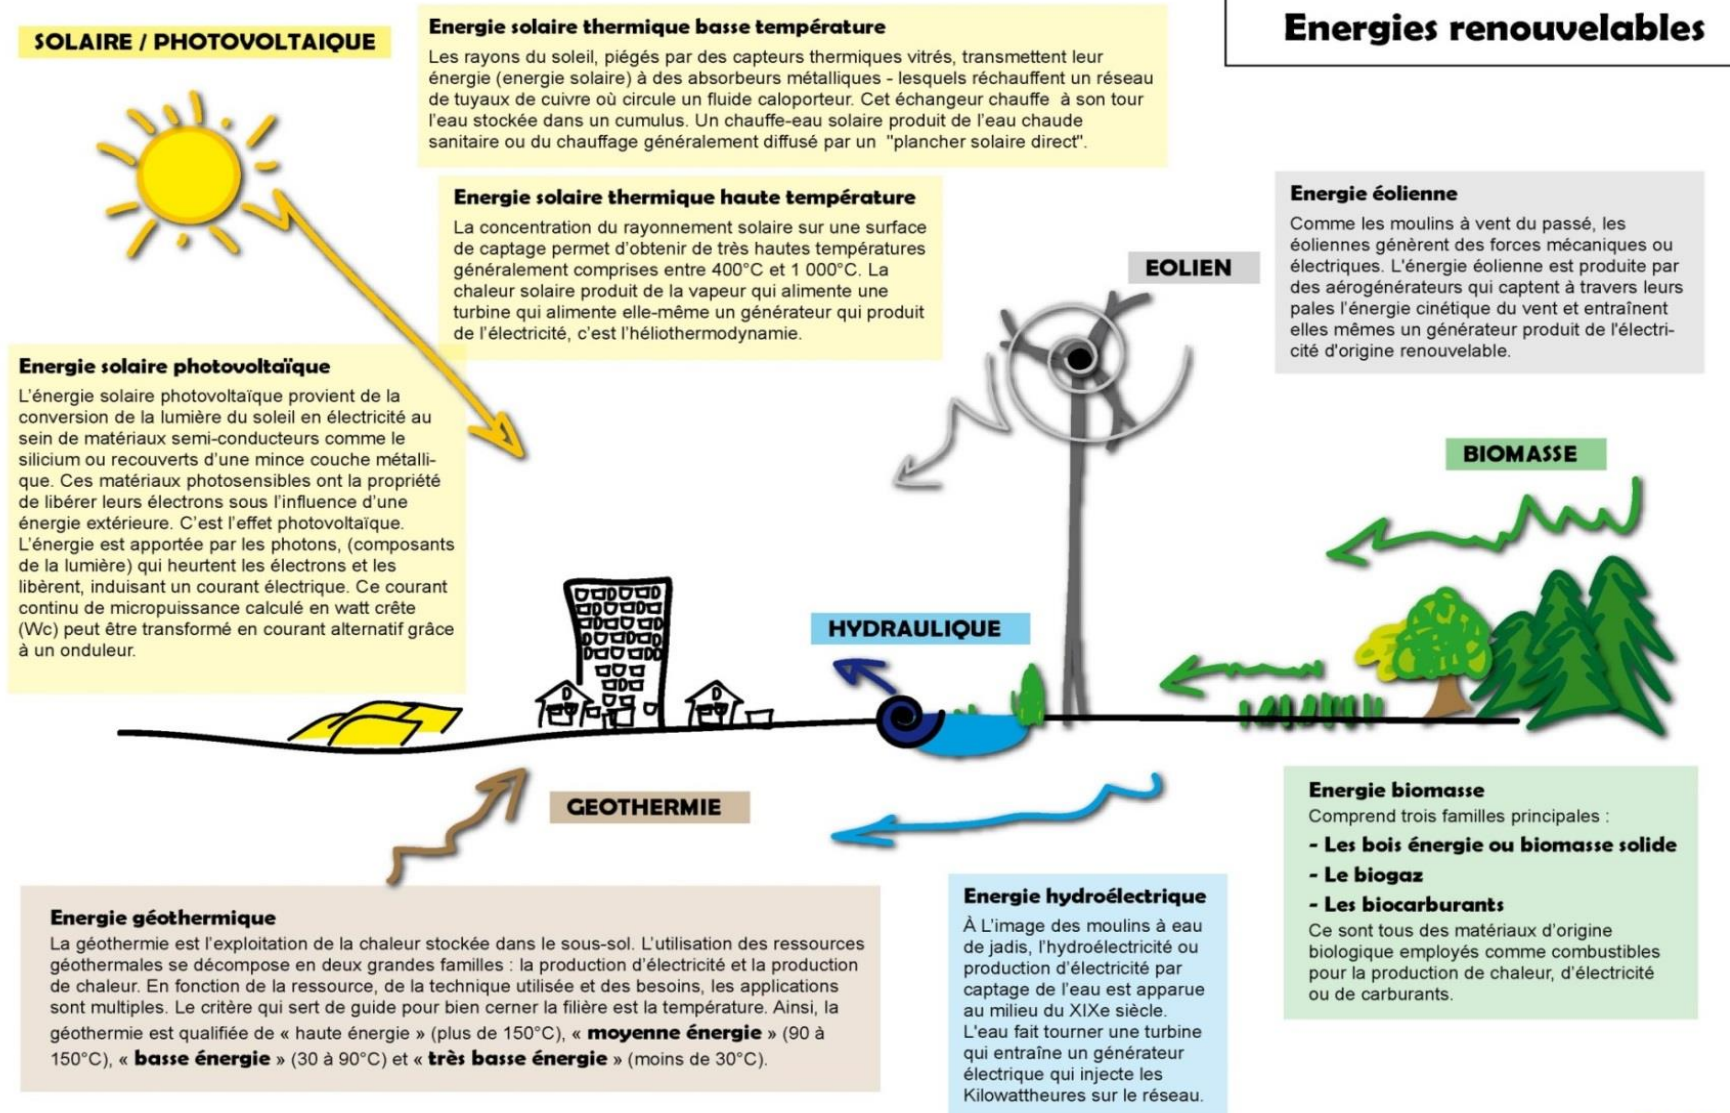 Energies renouvelables
SOLAIRE / PHOTOVOLTAIQUE
Energie solaire thermique basse température
Les rayons du soleil, piégés par des capteurs thermiques vitrés, transmettent leur
énergie (energie solaire) à des absorbeurs métalliques - lesquels réchauffent un réseau
de tuyaux de cuivre où circule un fluide caloporteur. Cet échangeur chauffe à son tour
l'eau stockée dans un cumulus. Un chauffe-eau solaire produit de l'eau chaude
sanitaire ou du chauffage généralement diffusé par un "plancher solaire direct".
Energie solaire thermique haute température
La concentration du rayonnement solaire sur une surface
de captage permet d'obtenir de très hautes températures
généralement comprises entre 400°C et 1 000°C. La
chaleur solaire produit de la vapeur qui alimente une
turbine qui alimente elle-même un générateur qui produit
de l'électricité, c'est l'héliothermodynamie.
Energie solaire photovoltaïque
L'énergie solaire photovoltaïque provient de la
conversion de la lumière du soleil en électricité au
sein de matériaux semi-conducteurs comme le
silicium ou recouverts d'une mince couche métalli-
que. Ces matériaux photosensibles ont la propriété
de libérer leurs électrons sous l'influence d'une
énergie extérieure. C'est l'effet photovoltaïque.
L'énergie est apportée par les photons, (composants
de la lumière) qui heurtent les électrons et les
libèrent, induisant un courant électrique. Ce courant
continu de micropuissance calculé en watt crête
(Wc) peut être transformé en courant alternatif grâce
à un onduleur.
EOLIEN
Energie éolienne
Comme les moulins à vent du passé, les
éoliennes génèrent des forces mécaniques ou
électriques. L'énergie éolienne est produite par
des aérogénérateurs qui captent à travers leurs
pales l'énergie cinétique du vent et entraînent
elles mêmes un générateur produit de l'électri-
cité d'origine renouvelable.
BIOMASSE
HYDRAULIQUE
GEOTHERMIE
Energie géothermique
La géothermie est l'exploitation de la chaleur stockée dans le sous-sol. L'utilisation des ressources
géothermales se décompose en deux grandes familles : la production d'électricité et la production
de chaleur. En fonction de la ressource, de la technique utilisée et des besoins, les applications
sont multiples. Le critère qui sert de guide pour bien cerner la filière est la température. Ainsi, la
géothermie est qualifiée de « haute énergie » (plus de 150°C), « moyenne énergie » (90 à
150°C), « basse énergie » (30 à 90°C) et « très basse énergie » (moins de 30°C).
Energie hydroélectrique
À L'image des moulins à eau
de jadis, l'hydroélectricité ou
production d'électricité par
captage de l'eau est apparue
au milieu du XIXe siècle.
L'eau fait tourner une turbine
qui entraîne un générateur
électrique qui injecte les
Kilowattheures sur le réseau.
Energie biomasse
Comprend trois familles principales :
- Les bois énergie ou biomasse solide
- Le biogaz
- Les biocarburants
Ce sont tous des matériaux d'origine
biologique employés comme combustibles
pour la production de chaleur, d'électricité
ou de carburants.